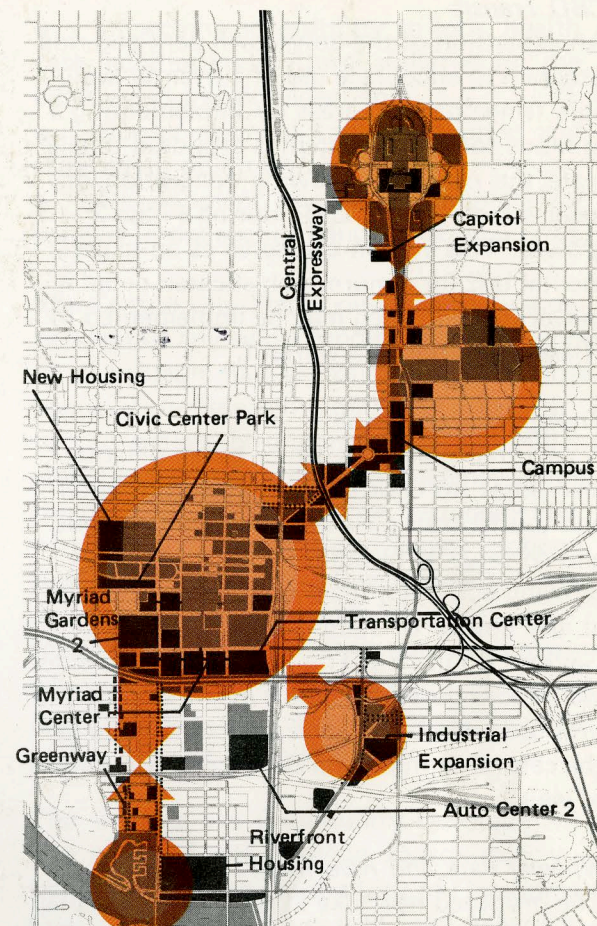 Capitol
Expansion
Central
Expressway
New Housing
Civic Center Park
Campus
Myriad
Gardens
2
Transportation Center
Myriad
Center
Industrial
Expansion
Greenway
Auto Center 2
Riverfront
Housing